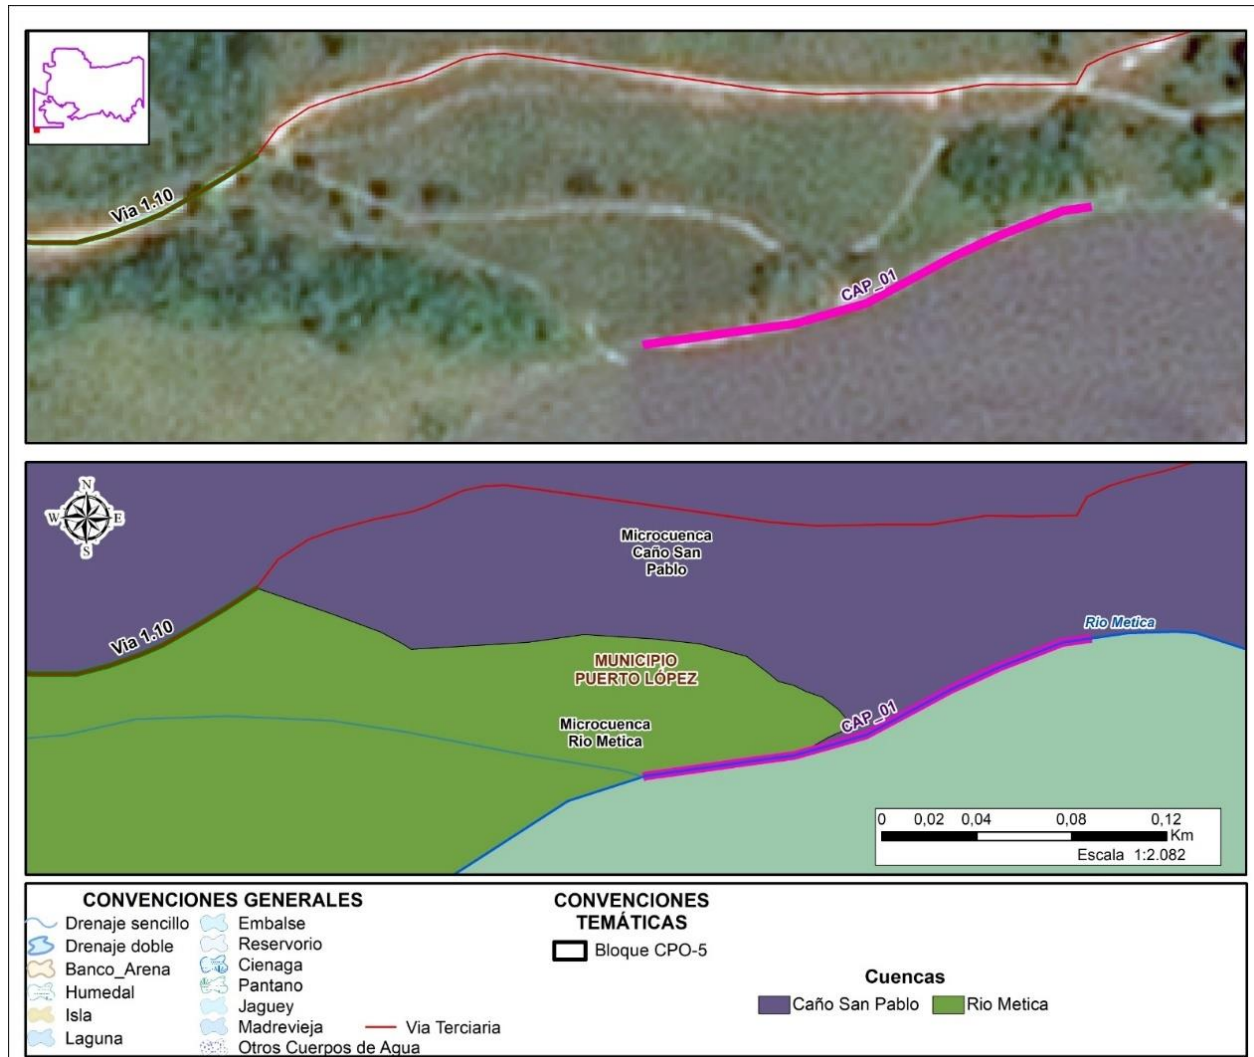 Via 1.10
CAP_01
N
W
E
S
Microcuenca
Caño San
Pablo
Via 1.10
Rio Metica
MUNICIPIO
PUERTO LÓPEZ
Microcuenca
Rio Metica
CAP_01
0 0,02 0,04 0,08 0,12
Km
Escala 1:2.082
CONVENCIONES GENERALES
Drenaje sencillo
Drenaje doble
Banco_Arena
Humedal
Isla
Laguna
Embalse
Reservorio
Cienaga
Pantano
Jaguey
Madrevieja
Otros Cuerpos de Agua
Via Terciaria
CONVENCIONES
TEMÁTICAS
Bloque CPO-5
Cuencas
Caño San Pablo
Rio Metica